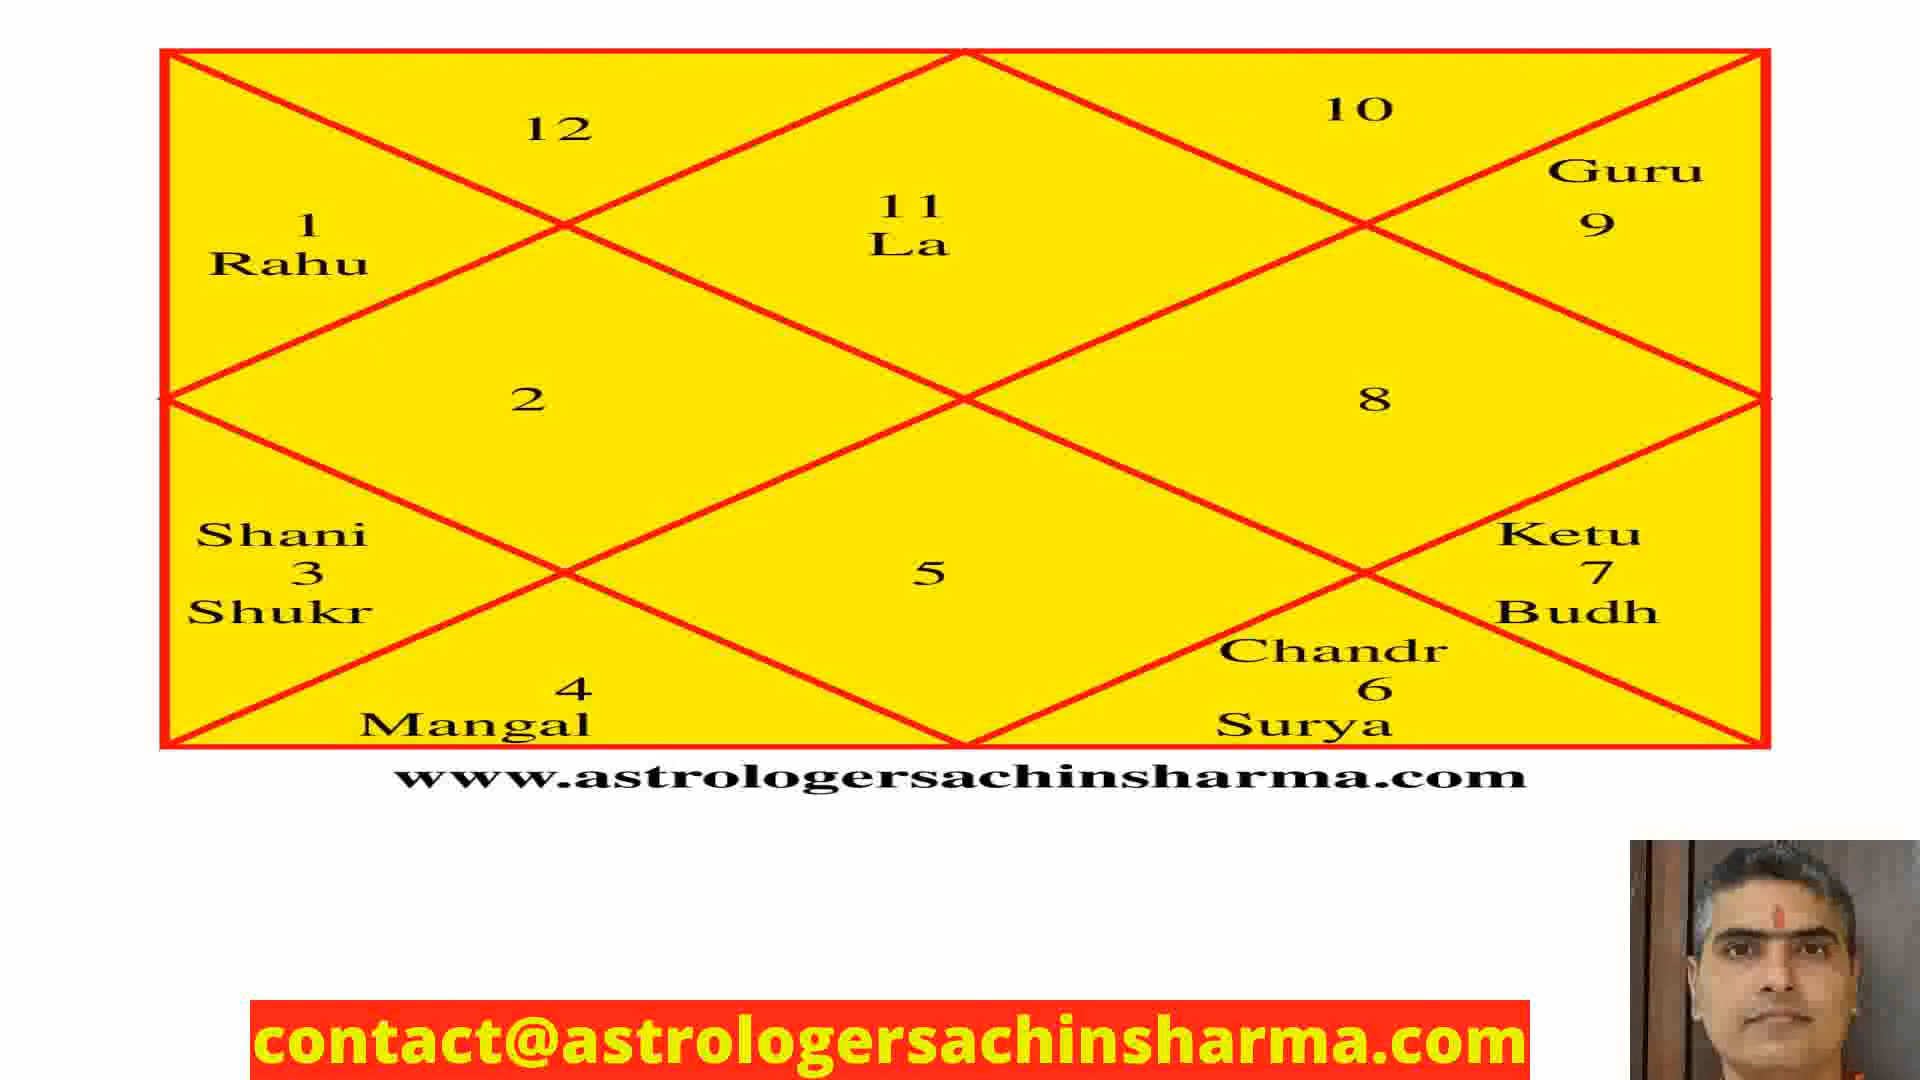 12
10
Guru
9
11
La
1
Rahu
2
8
Shani
3
Shukr
5
Ketu
7
Budh
4
Mangal
Chandr
6
Surya
www.astrologersachinsharma.com
contact@astrologersachinsharma.com